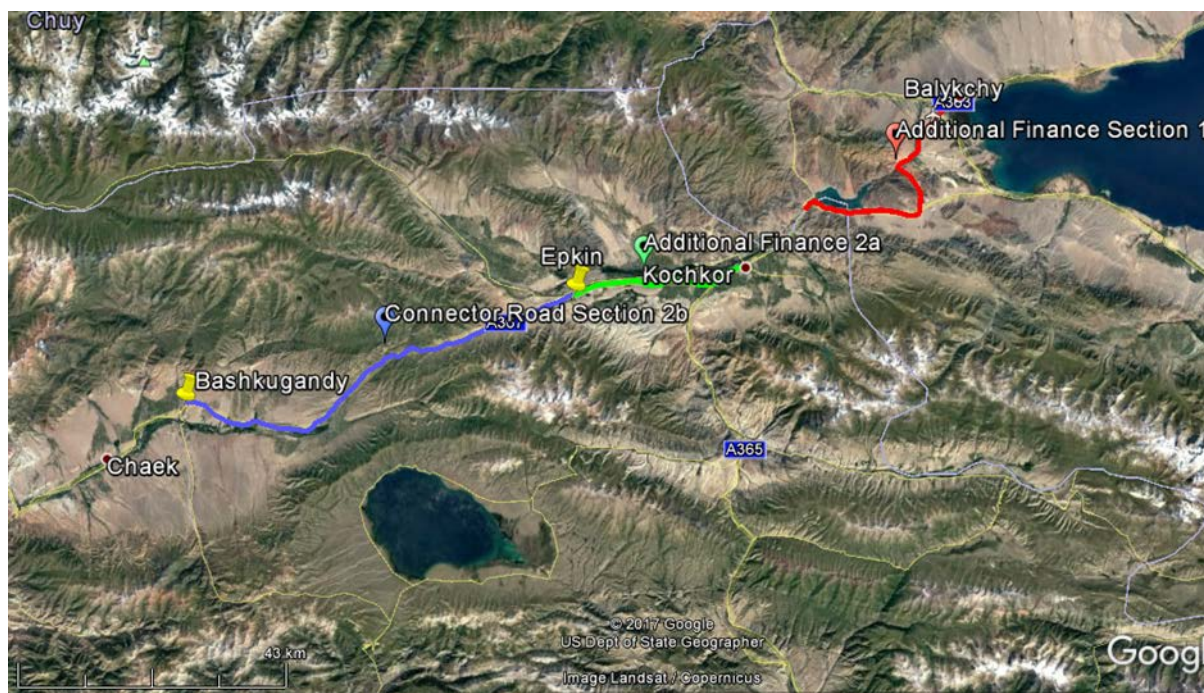 Chuy
Balykchy
A363
Additional Finance Section 1
Additional Finance 2a
Epkin
Kochkor
Connector Road Section 2b
A367
Bashkugandy
A365
Chaek
© 2017 Google
US Dept of State Geographer
43 km
Image Landsat / Copernicus
Googl